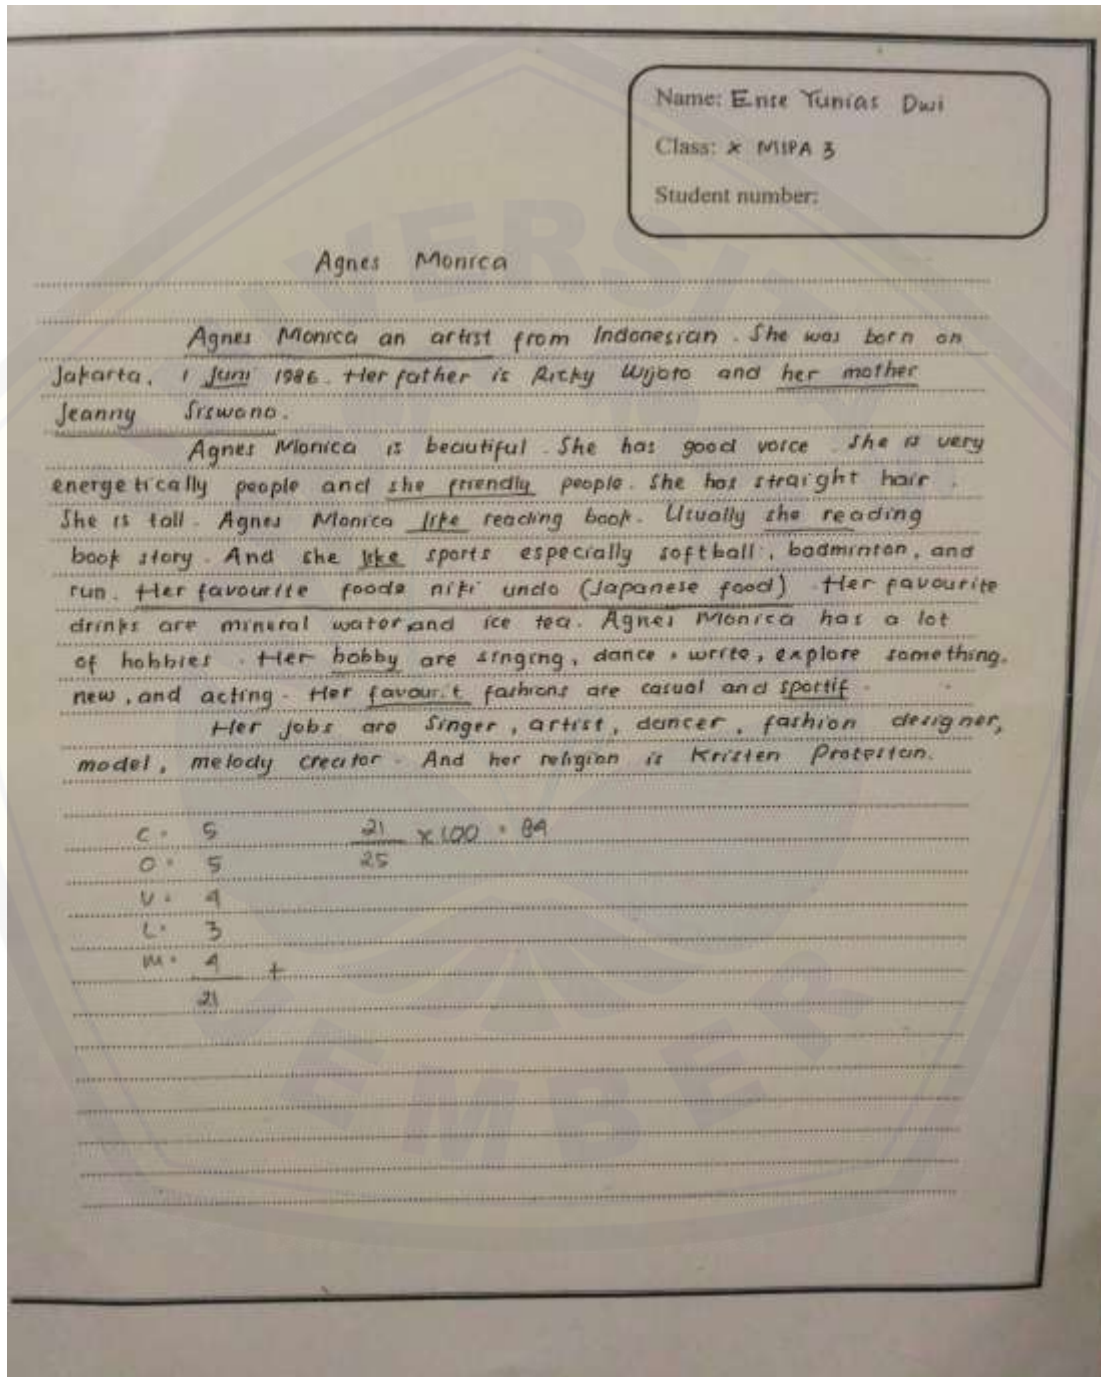 Name: Ense Yunias Dwi
Class: X MIPA 3
Student number:
Agnes Monica
Agnes Monica an artist from Indonesian. She was born on
Jakarta, 1 Juni 1986. Her father is Ricky Wijoto and her mother
Jeanny Siswono.
Agnes Monica is beautiful. She has good voice. She is very
energetically people and she friendly people. She has straight hair.
She is tall. Agnes Monica like reading book. Usually she reading
book story. And she like sports especially softball, badminton, and
run. Her favourite foods niki undo (Japanese food). Her favourite
drinks are mineral water and ice tea. Agnes Monica has a lot
of hobbies. Her hobby are singing, dance, write, explore something
new, and acting. Her favourit fashions are casual and sportif.
Her jobs are Singer, artist, dancer, fashion designer,
model, melody creator. And her religion is Kristen Protestan.
C = 5 21/25 x 100 = 84
O = 5
V = 4
L = 3
M = 4 +
21
UNIVERSITY OF
JEMBER